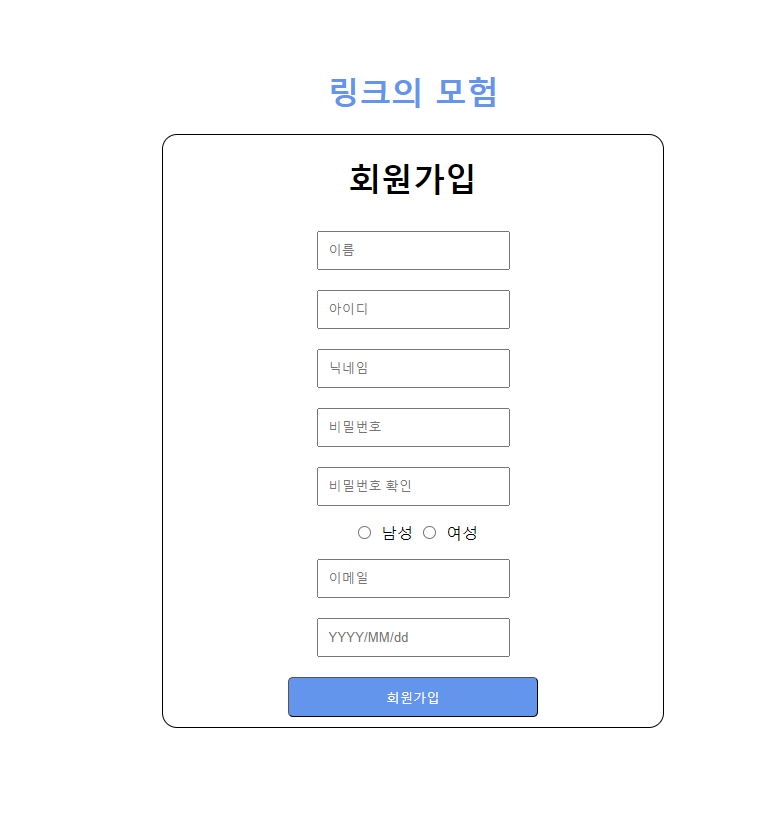 링크의 모험
회원가입
이름
아이디
닉네임
비밀번호
비밀번호 확인
남성 여성
이메일
YYYY/MM/dd
회원가입